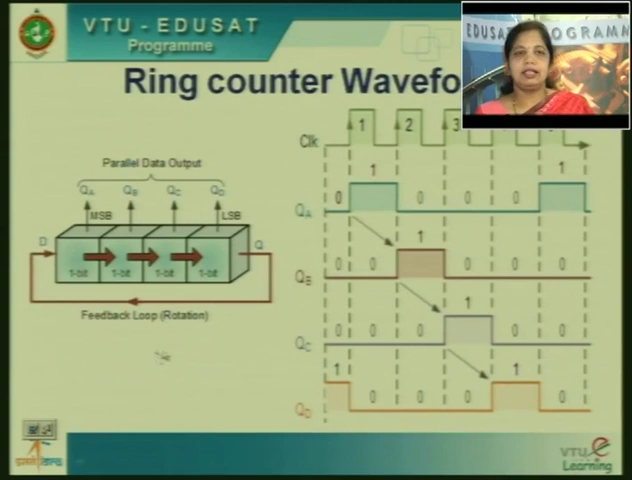 VTU - EDUSAT
Programme
EDUSAT PROGRAMM
Ring counter Wavefo
Parallel Data Output
QA QB QC QD
MSB LSB
D Q
1-bit 1-bit 1-bit 1-bit
Feedback Loop (Rotation)
Clk 1 2 3
QA 0 1 0 0 0 1
QB 0 0 1 0 0 0
QC 0 0 0 1 0 0
QD 1 0 0 0 1 0
VTU e
Learning